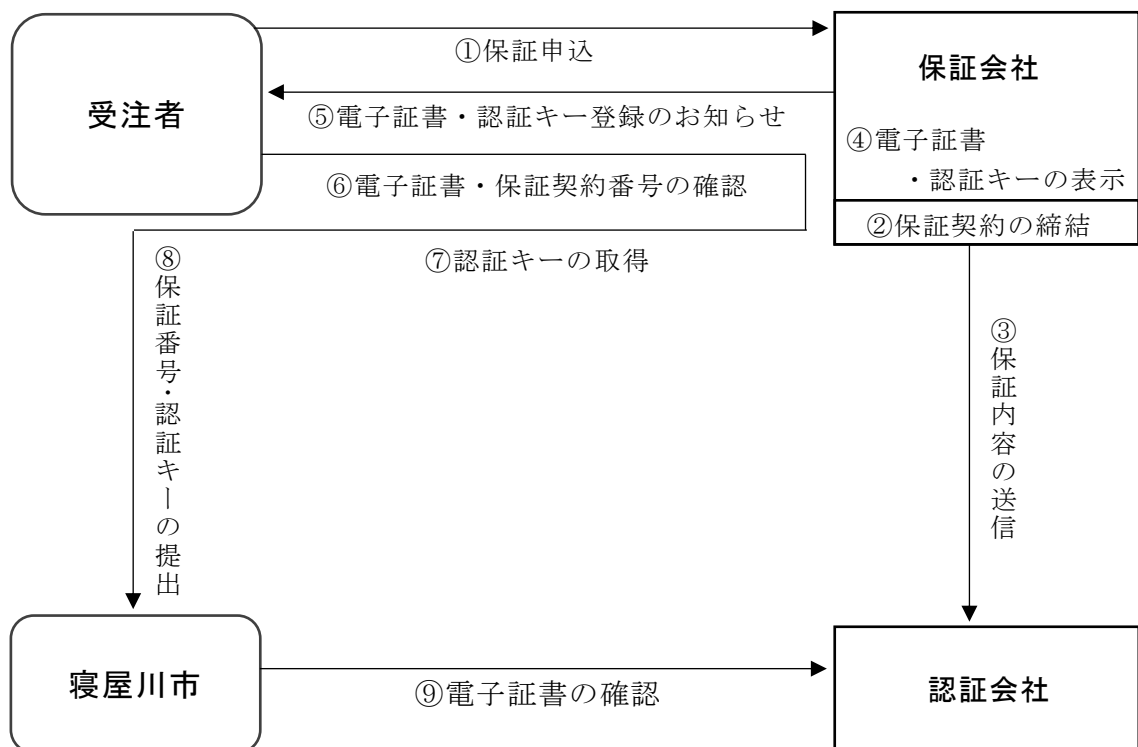 ①保証申込
保証会社
受注者
⑤電子証書・認証キー登録のお知らせ
④電子証書
・認証キーの表示
⑥電子証書・保証契約番号の確認
②保証契約の締結
⑦認証キーの取得
⑧保証番号・認証キーの提出
③保証内容の送信
寝屋川市
⑨電子証書の確認
認証会社